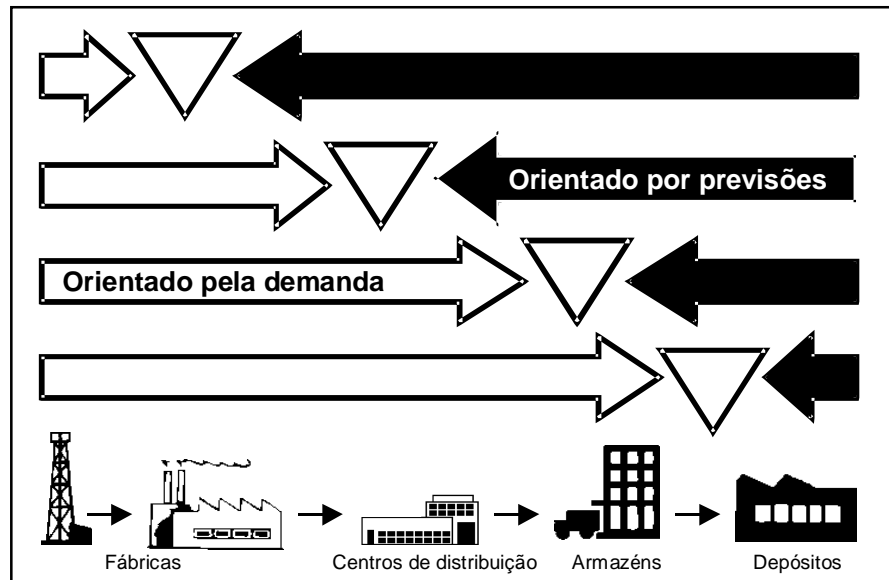 Orientado por previsões
Orientado pela demanda
Fábricas
Centros de distribuição
Armazéns
Depósitos